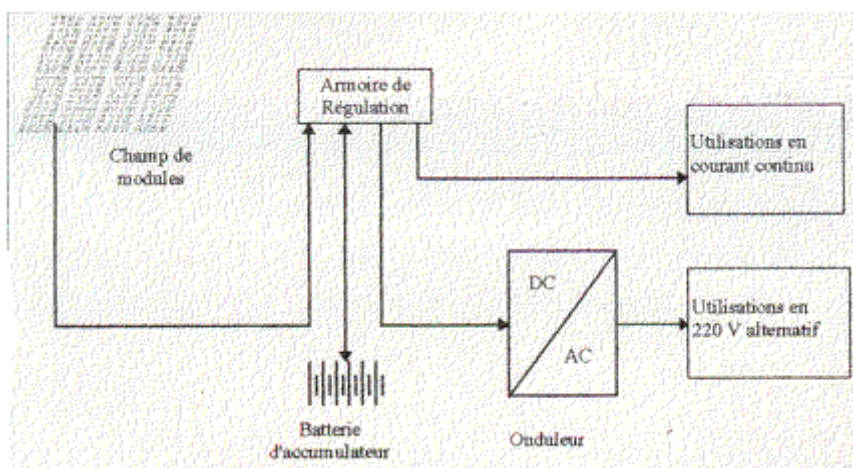 Armoire de
Régulation
Champ de
modules
Utilisations en
courant continu
DC
AC
Utilisations en
220 V alternatif
Batterie
d'accumulateur
Onduleur